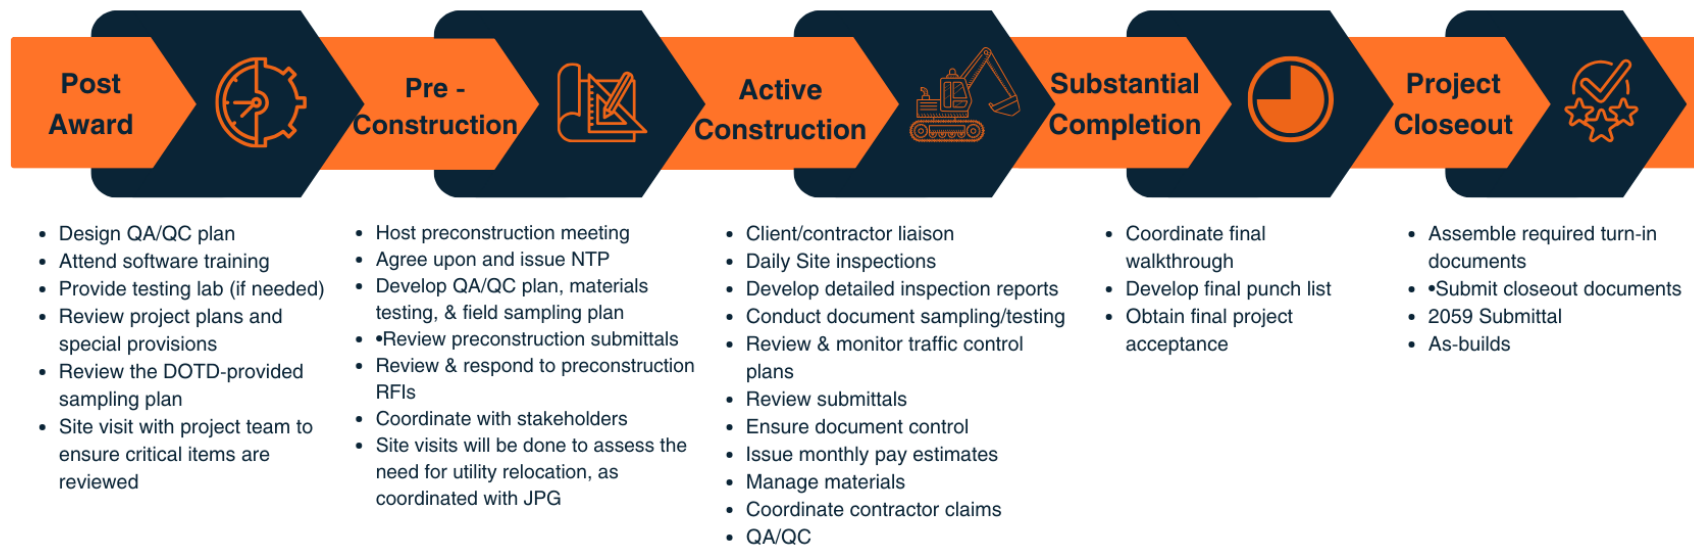 Post
Award
Pre -
Construction
Active
Construction
Substantial
Completion
Project
Closeout
• Design QA/QC plan
• Attend software training
• Provide testing lab (if needed)
• Review project plans and
special provisions
• Review the DOTD-provided
sampling plan
• Site visit with project team to
ensure critical items are
reviewed
• Host preconstruction meeting
• Agree upon and issue NTP
• Develop QA/QC plan, materials
testing, & field sampling plan
• •Review preconstruction submittals
• Review & respond to preconstruction
RFIs
• Coordinate with stakeholders
• Site visits will be done to assess the
need for utility relocation, as
coordinated with JPG
• Client/contractor liaison
• Daily Site inspections
• Develop detailed inspection reports
• Conduct document sampling/testing
• Review & monitor traffic control
plans
• Review submittals
• Ensure document control
• Issue monthly pay estimates
• Manage materials
• Coordinate contractor claims
• QA/QC
• Coordinate final
walkthrough
• Develop final punch list
• Obtain final project
acceptance
• Assemble required turn-in
documents
• •Submit closeout documents
• 2059 Submittal
• As-builds